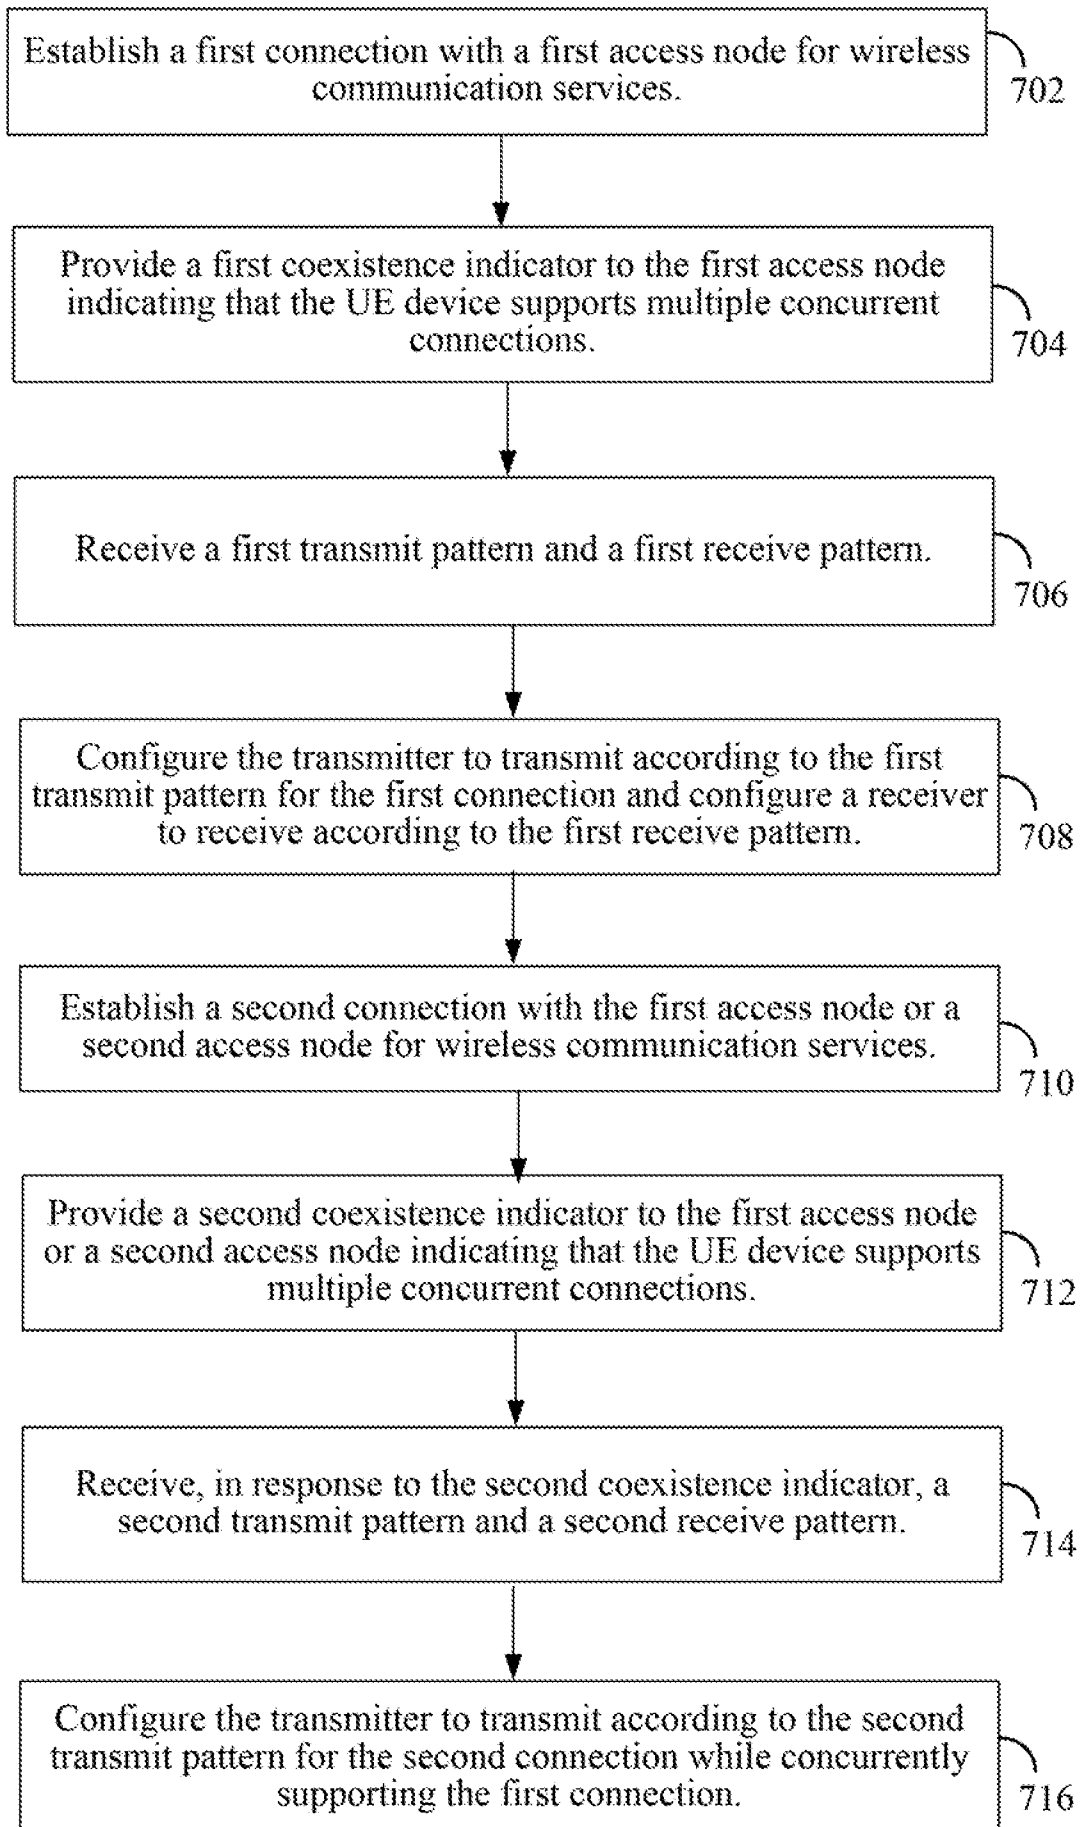 Establish a first connection with a first access node for wireless
communication services.
702
Provide a first coexistence indicator to the first access node
indicating that the UE device supports multiple concurrent
connections.
704
Receive a first transmit pattern and a first receive pattern.
706
Configure the transmitter to transmit according to the first
transmit pattern for the first connection and configure a receiver
to receive according to the first receive pattern.
708
Establish a second connection with the first access node or a
second access node for wireless communication services.
710
Provide a second coexistence indicator to the first access node
or a second access node indicating that the UE device supports
multiple concurrent connections.
712
Receive, in response to the second coexistence indicator, a
second transmit pattern and a second receive pattern.
714
Configure the transmitter to transmit according to the second
transmit pattern for the second connection while concurrently
supporting the first connection.
716